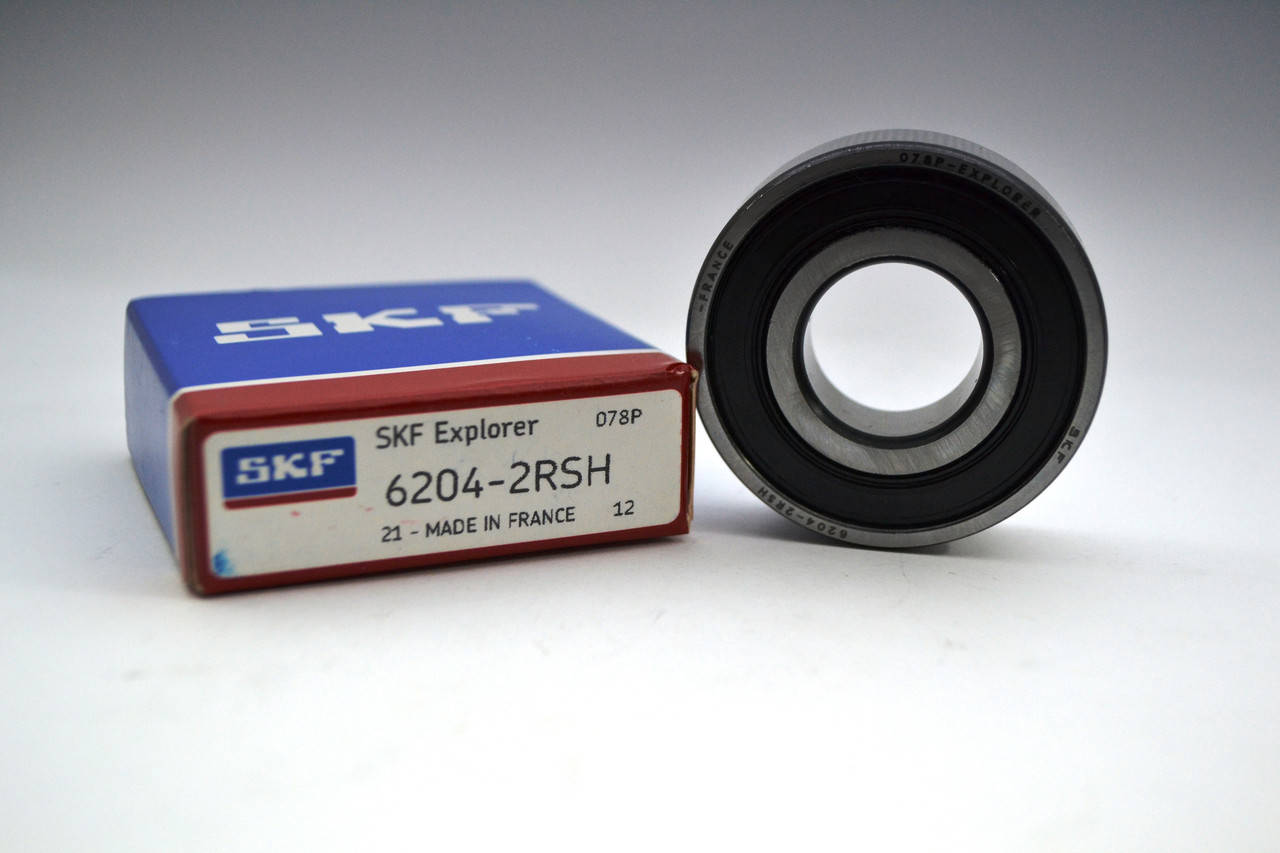 SKF
SKF
SKF Explorer
078P
6204-2RSH
21 - MADE IN FRANCE
12
078P-EXPLORER
-FRANCE
SKF
6204-2RSH